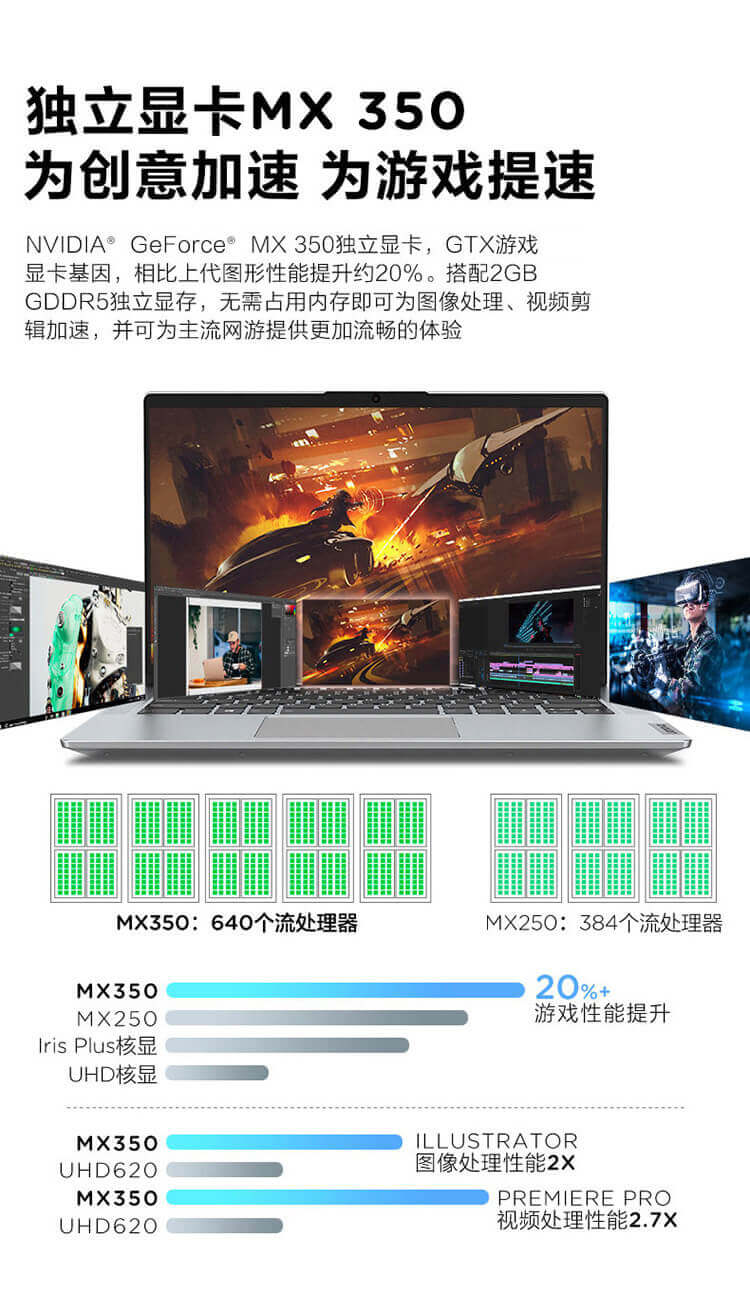 独立显卡MX 350
为创意加速 为游戏提速
NVIDIA® GeForce® MX 350独立显卡，GTX游戏
显卡基因，相比上代图形性能提升约20%。搭配2GB
GDDR5独立显存，无需占用内存即可为图像处理、视频剪
辑加速，并可为主流网游提供更加流畅的体验
MX350：640个流处理器
MX250：384个流处理器
MX350
20%+
MX250
游戏性能提升
Iris Plus核显
UHD核显
MX350
ILLUSTRATOR
UHD620
图像处理性能2X
MX350
PREMIERE PRO
UHD620
视频处理性能2.7X